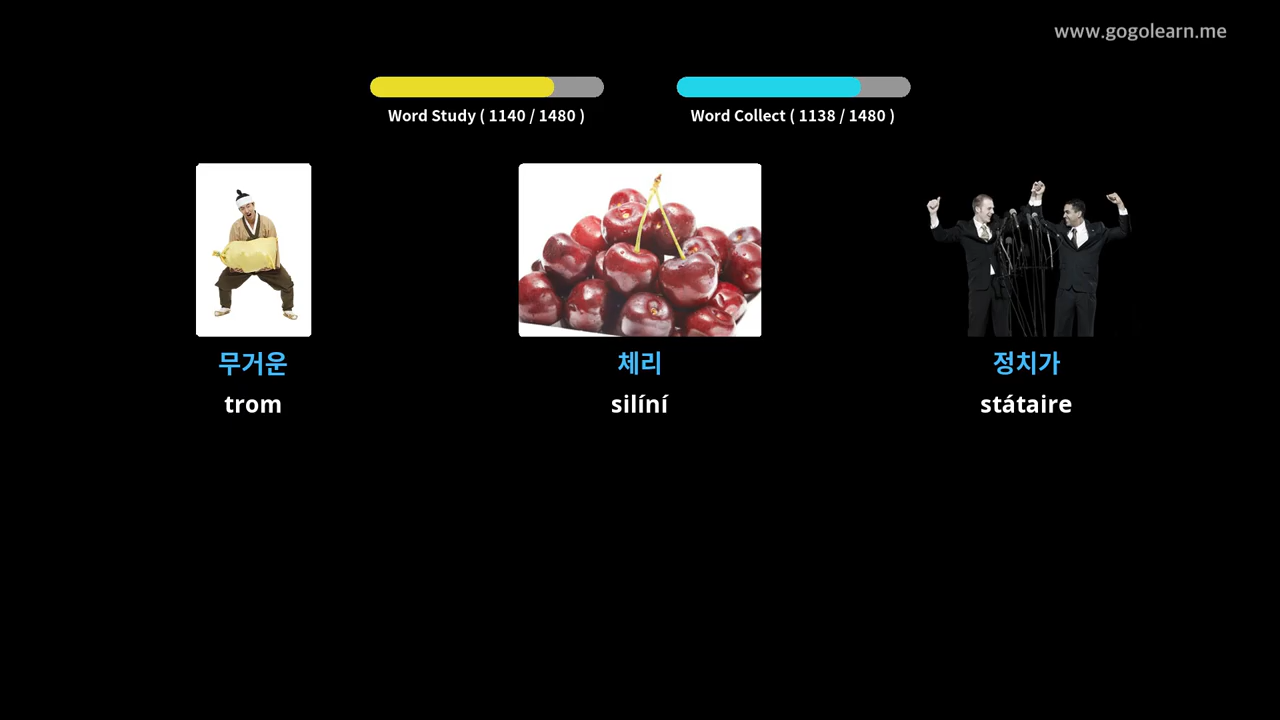 www.gogolearn.me
Word Study ( 1140 / 1480 )
Word Collect ( 1138 / 1480 )
무거운
체리
정치가
trom
silíní
státaire